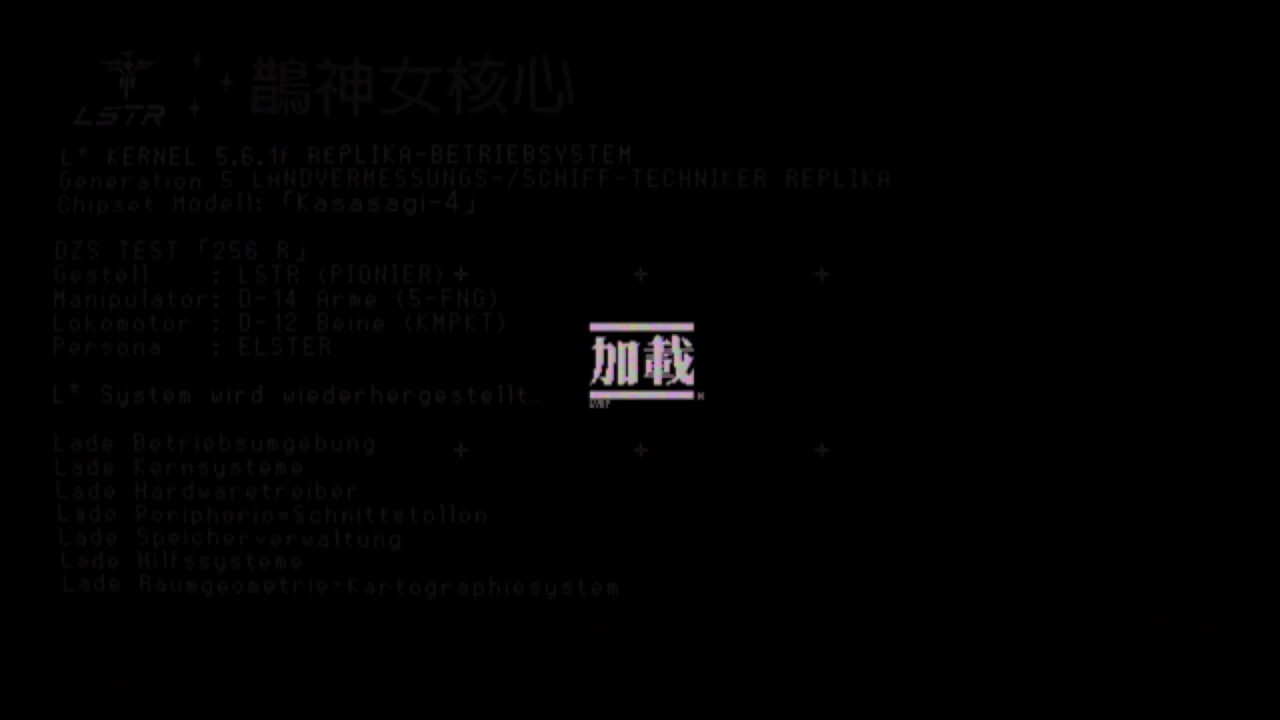 LSTR
鵲神女核心
L* KERNEL 5.6.1f REPLIKA-BETRIEBSYSTEM
Generation 5 LANDVERMESSUNGS-/SCHIFF-TECHNIKER REPLIKA
Chipset Modell: 「Kasasagi-4」
DZS TEST 「256 R」
Gestell : LSTR (PIONIER)
Manipulator: D-14 Arme (5-FNG)
Lokomotor : D-12 Beine (KMPKT)
Persona : ELSTER
加載
L* System wird wiederhergestellt…
Lade Betriebsumgebung
Lade Kernsysteme
Lade Hardwaretreiber
Lade Peripherie-Schnittstellen
Lade Speicherverwaltung
Lade Hilfssysteme
Lade Raumgeometrie-Kartographiesystem